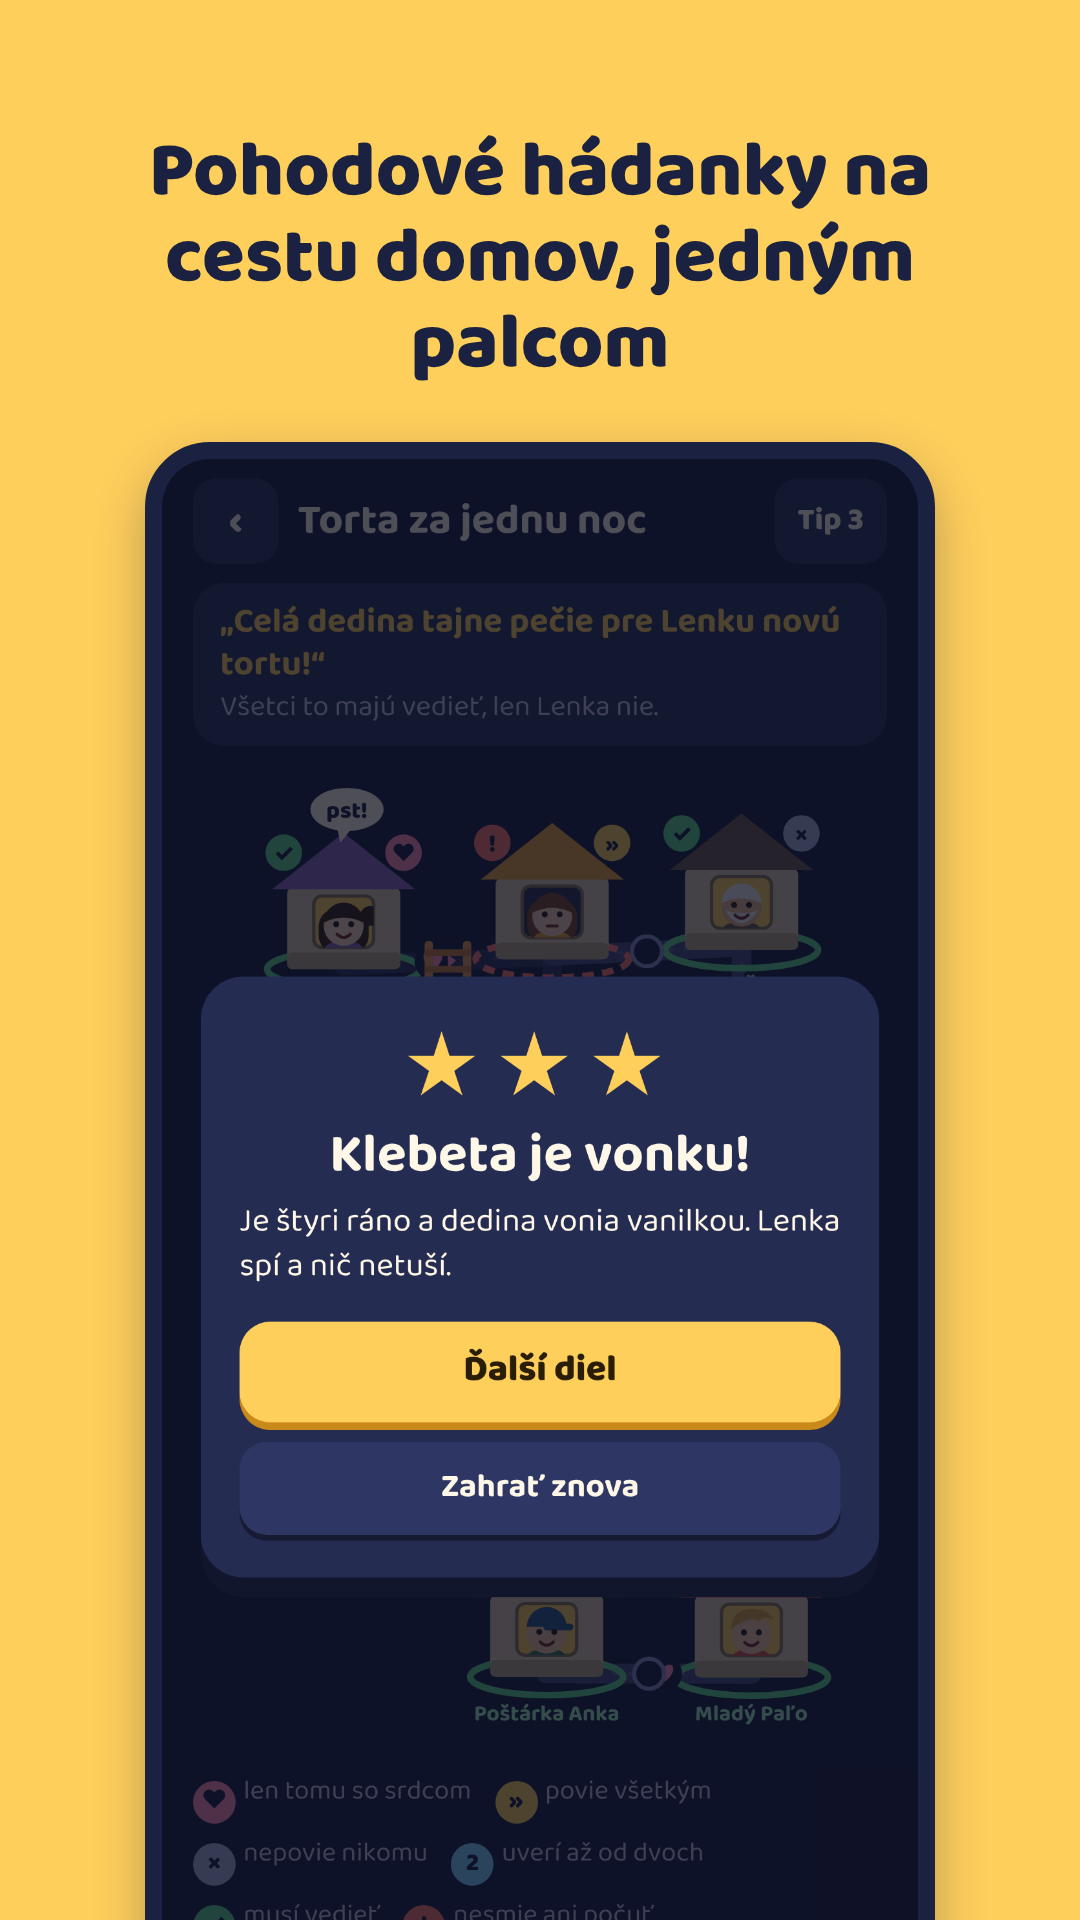 Pohodové hádanky na
cestu domov, jedným
palcom
Torta za jednu noc
Tip 3
„Celá dedina tajne pečie pre Lenku novú
tortu!“
Všetci to majú vedieť, len Lenka nie.
pst!
Klebeta je vonku!
Je štyri ráno a dedina vonia vanilkou. Lenka
spí a nič netuší.
Ďalší diel
Zahrať znova
Poštárka Anka
Mladý Paľo
len tomu so srdcom
» povie všetkým
× nepovie nikomu
2 uverí až od dvoch
musí vedieť
nesmie ani počuť